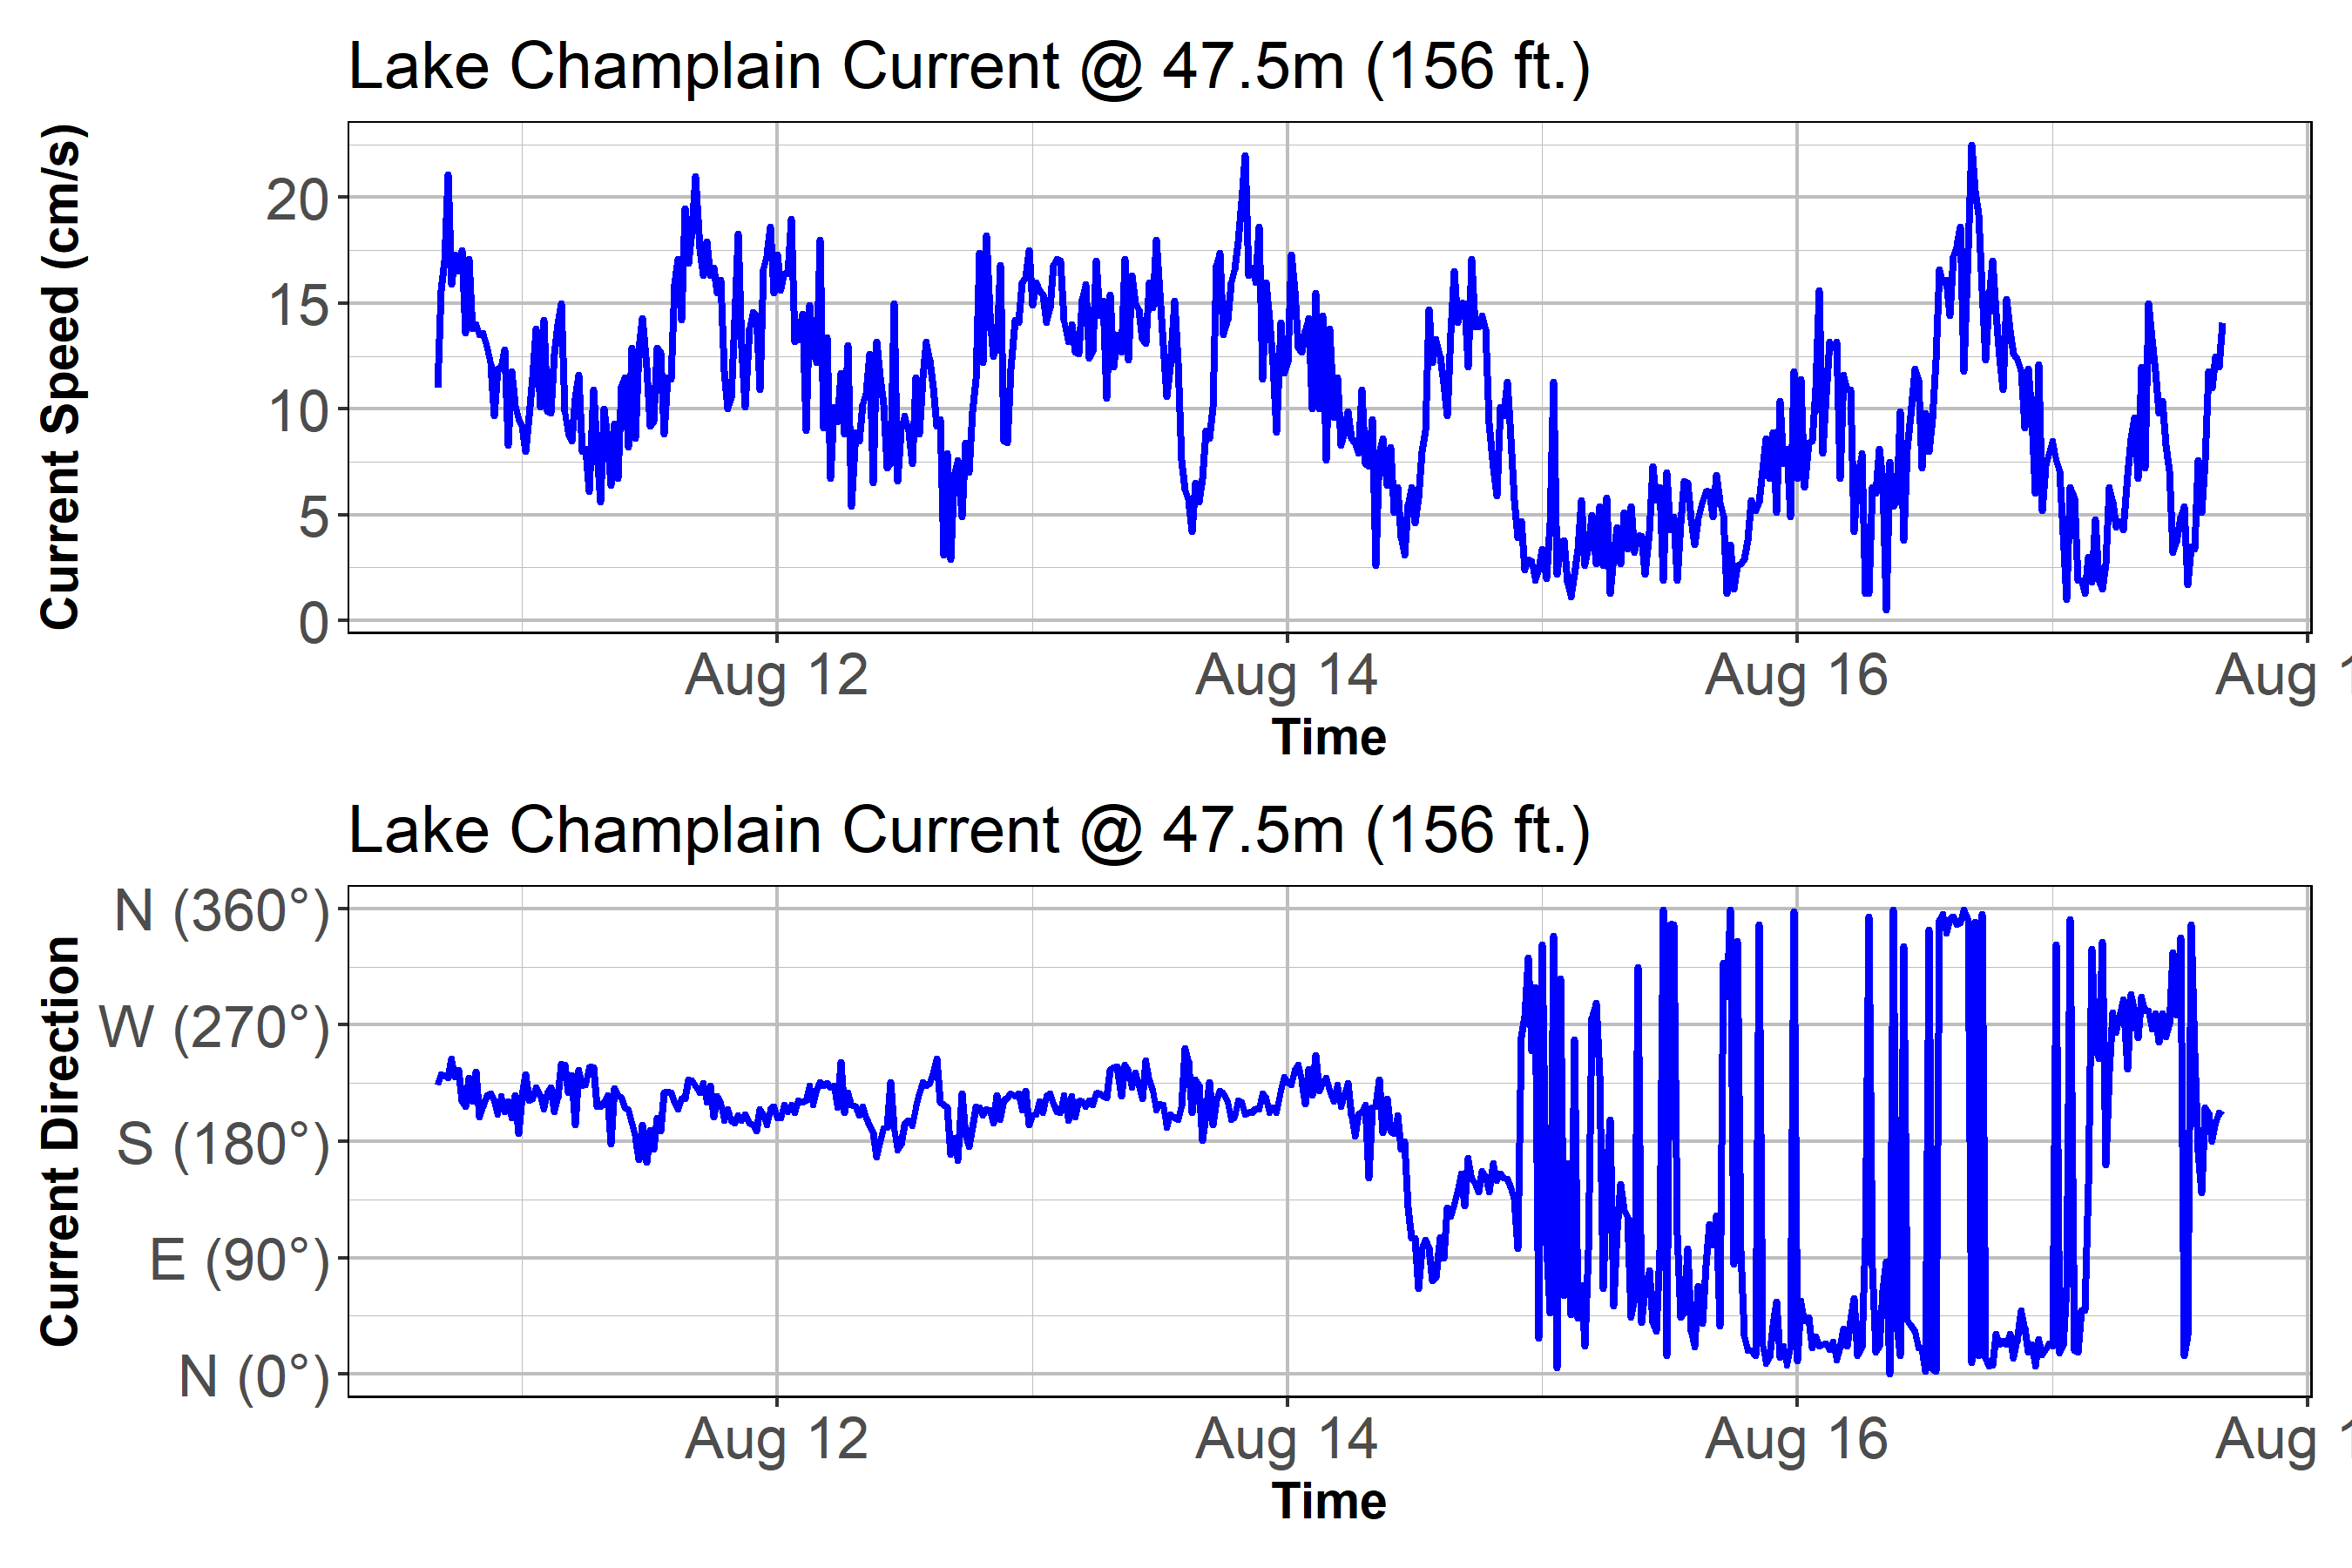 Lake Champlain Current @ 47.5m (156 ft.)
Current Speed (cm/s)
20
15
10
5
0
Aug 12 Aug 14 Aug 16 Aug 1
Time
Lake Champlain Current @ 47.5m (156 ft.)
Current Direction
N (360°)
W (270°)
S (180°)
E (90°)
N (0°)
Aug 12 Aug 14 Aug 16 Aug 1
Time